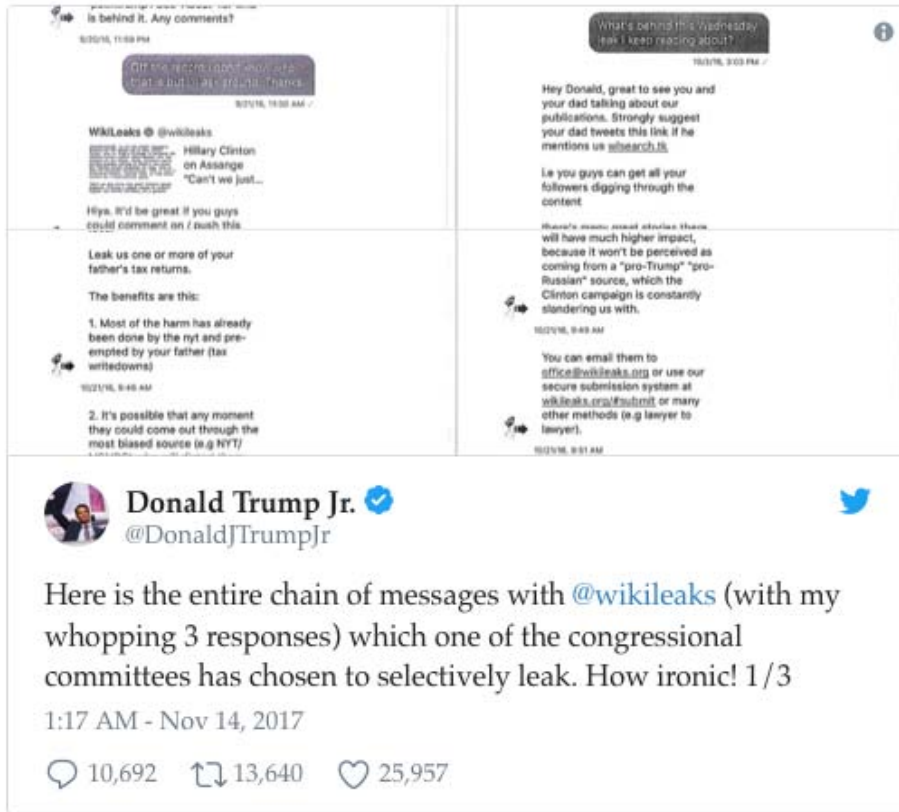 is behind it. Any comments?
9/20/16, 11:59 PM
Off the record I don't know who
that is but I'll ask around. Thanks.
9/21/16, 11:50 AM
WikiLeaks @wikileaks
Hillary Clinton
on Assange
"Can't we just...
Hiya. It'd be great if you guys
could comment on / push this
What's behind this Wednesday
leak I keep reading about?
10/3/16, 3:03 PM
Hey Donald, great to see you and
your dad talking about our
publications. Strongly suggest
your dad tweets this link if he
mentions us wlsearch.tk
i.e you guys can get all your
followers digging through the
content
there's many great stories there
Leak us one or more of your
father's tax returns.
The benefits are this:
1. Most of the harm has already
been done by the nyt and pre-
empted by your father (tax
writedowns)
10/21/16, 9:46 AM
2. It's possible that any moment
they could come out through the
most biased source (e.g NYT/
will have much higher impact,
because it won't be perceived as
coming from a "pro-Trump" "pro-
Russian" source, which the
Clinton campaign is constantly
slandering us with.
10/21/16, 9:49 AM
You can email them to
office@wikileaks.org or use our
secure submission system at
wikileaks.org/#submit or many
other methods (e.g lawyer to
lawyer).
10/21/16, 9:51 AM
Donald Trump Jr.
@DonaldJTrumpJr
Here is the entire chain of messages with @wikileaks (with my
whopping 3 responses) which one of the congressional
committees has chosen to selectively leak. How ironic! 1/3
1:17 AM - Nov 14, 2017
10,692 13,640 25,957